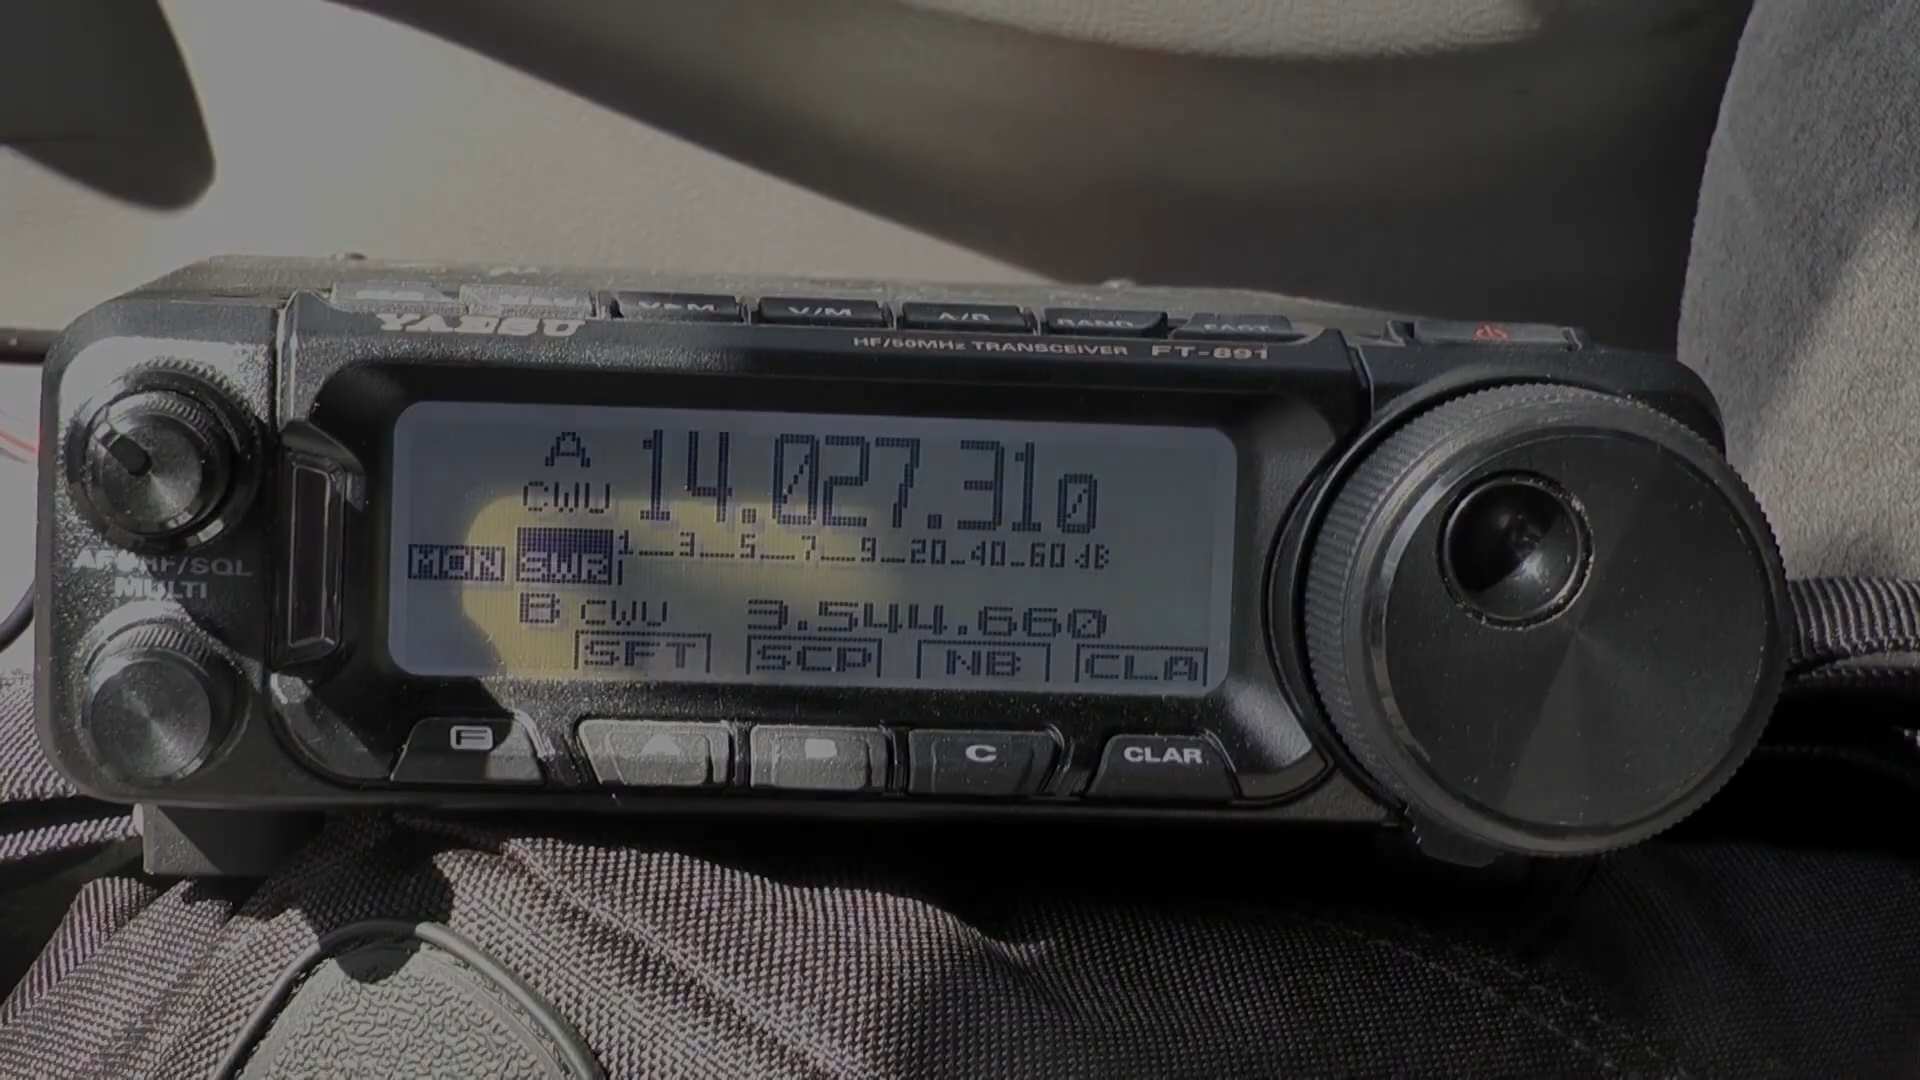 V/M A/B BAND FAST
YAESU
HF/50MHz TRANSCEIVER FT-891
A 14.027.310
CWU
1 3 5 7 9 20 40 60 dB
MON SWR
B CWU 3.544.660
SFT SCP NB CLA
AF RF/SQL
MULTI
F A B C CLAR